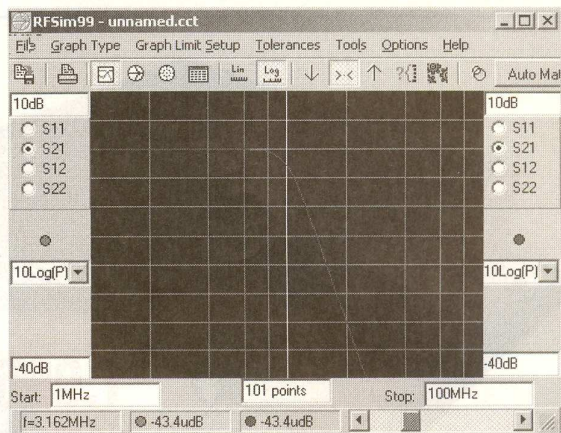 RFSim99 - unnamed.cct
File Graph Type Graph Limit Setup Tolerances Tools Options Help
Lin Log Auto Mat
10dB 10dB
S11 S11
S21 S21
S12 S12
S22 S22
10Log(P) 10Log(P)
-40dB -40dB
Start: 1MHz 101 points Stop: 100MHz
f=3.162MHz -43.4udB -43.4udB